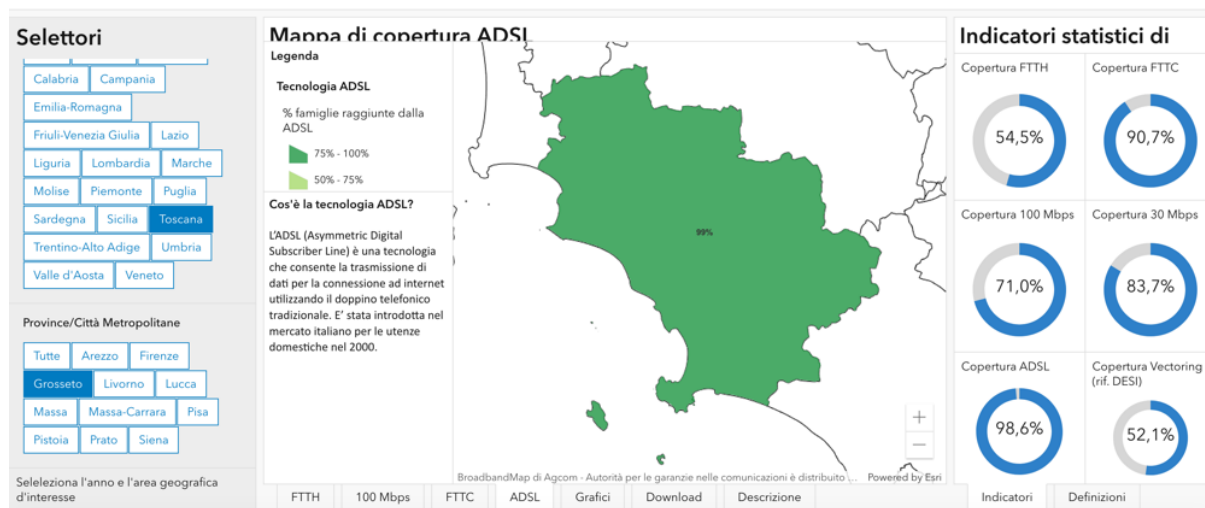 Selettori
Calabria Campania
Emilia-Romagna
Friuli-Venezia Giulia Lazio
Liguria Lombardia Marche
Molise Piemonte Puglia
Sardegna Sicilia Toscana
Trentino-Alto Adige Umbria
Valle d'Aosta Veneto
Province/Città Metropolitane
Tutte Arezzo Firenze
Grosseto Livorno Lucca
Massa Massa-Carrara Pisa
Pistoia Prato Siena
Seleleziona l'anno e l'area geografica
d'interesse
Mappa di copertura ADSL
Legenda
Tecnologia ADSL
% famiglie raggiunte dalla
ADSL
75% - 100%
50% - 75%
Cos'è la tecnologia ADSL?
L'ADSL (Asymmetric Digital
Subscriber Line) è una tecnologia
che consente la trasmissione di
dati per la connessione ad internet
utilizzando il doppino telefonico
tradizionale. E' stata introdotta nel
mercato italiano per le utenze
domestiche nel 2000.
99%
+
−
BroadbandMap di Agcom - Autorità per le garanzie nelle comunicazioni è distribuito ... Powered by Esri
FTTH 100 Mbps FTTC ADSL Grafici Download Descrizione
Indicatori statistici di
Copertura FTTH Copertura FTTC
54,5% 90,7%
Copertura 100 Mbps Copertura 30 Mbps
71,0% 83,7%
Copertura ADSL Copertura Vectoring
(rif. DESI)
98,6% 52,1%
Indicatori Definizioni